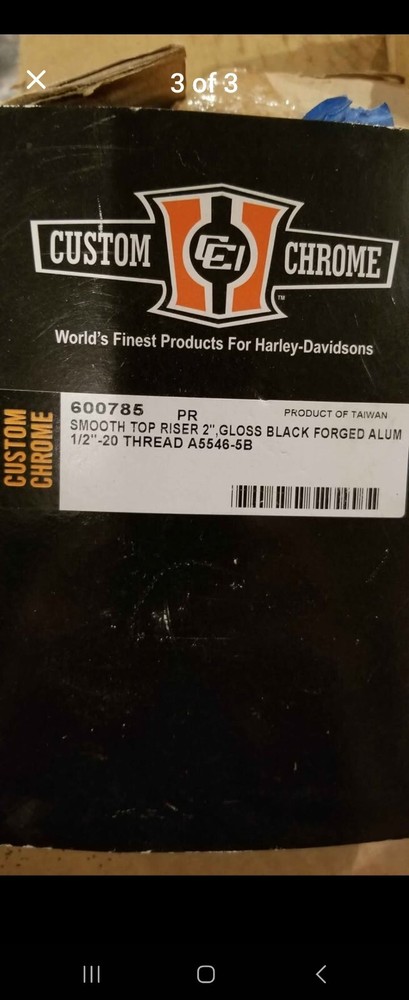 3 of 3
CUSTOM CCI CHROME
™
World's Finest Products For Harley-Davidsons
CUSTOM
CHROME
600785 PR PRODUCT OF TAIWAN
SMOOTH TOP RISER 2",GLOSS BLACK FORGED ALUM
1/2"-20 THREAD A5546-5B